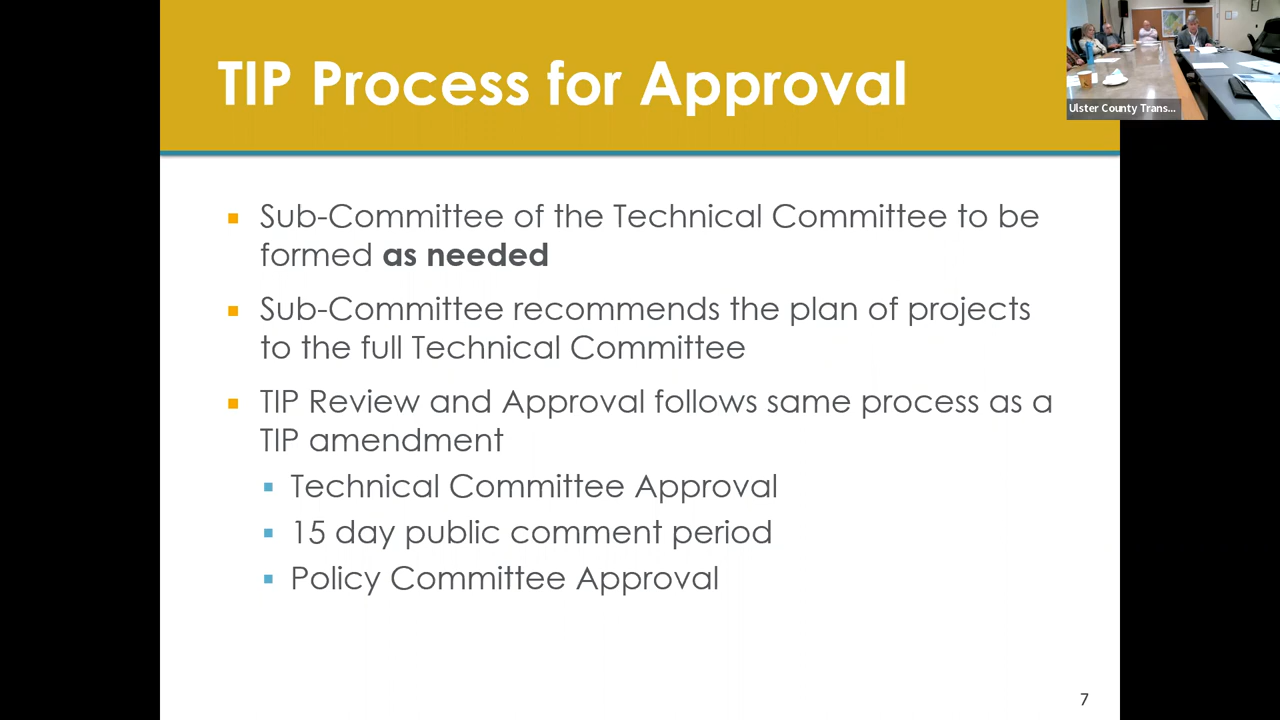 TIP Process for Approval
Ulster County Trans...
Sub-Committee of the Technical Committee to be
formed as needed
Sub-Committee recommends the plan of projects
to the full Technical Committee
TIP Review and Approval follows same process as a
TIP amendment
Technical Committee Approval
15 day public comment period
Policy Committee Approval
7